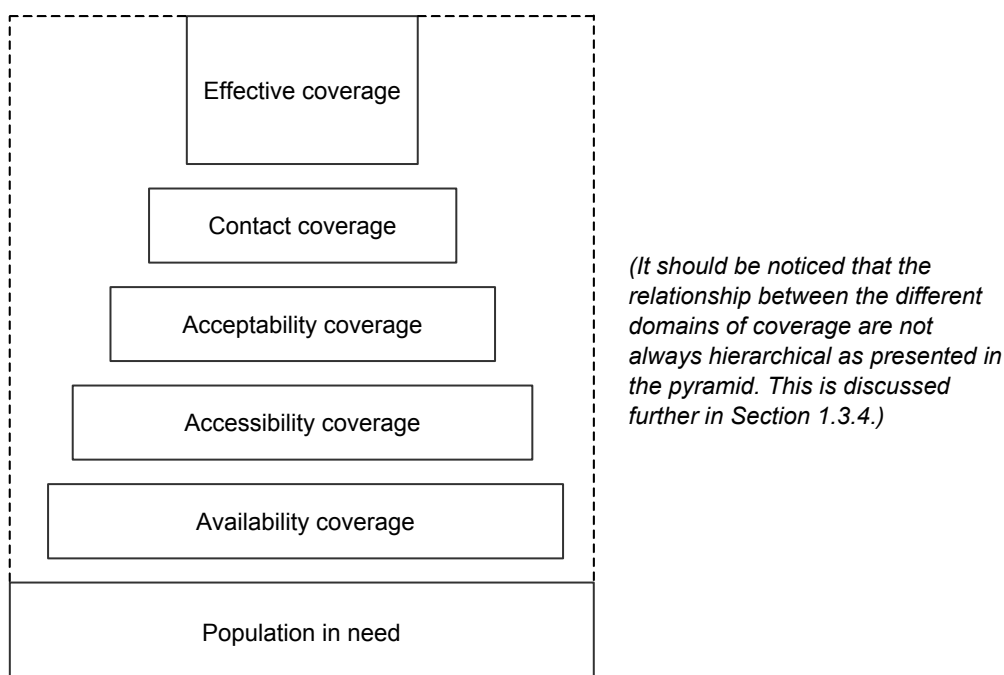 Effective coverage
Contact coverage
Acceptability coverage
Accessibility coverage
Availability coverage
Population in need
(It should be noticed that the
relationship between the different
domains of coverage are not
always hierarchical as presented in
the pyramid. This is discussed
further in Section 1.3.4.)